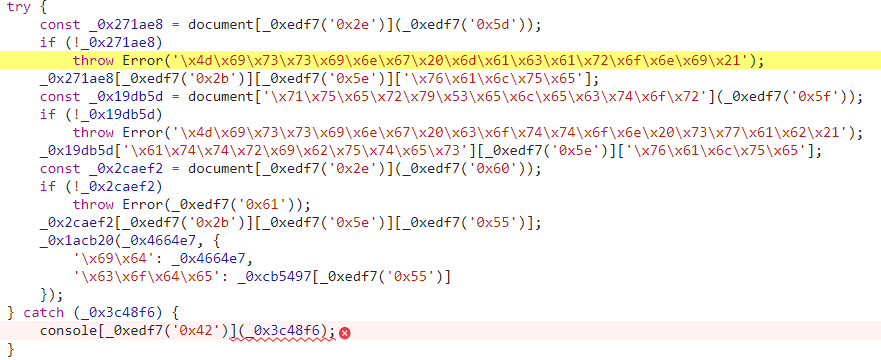 try {
    const _0x271ae8 = document[_0xedf7('0x2e')](_0xedf7('0x5d'));
    if (!_0x271ae8)
        throw Error('\x4d\x69\x73\x73\x69\x6e\x67\x20\x6d\x61\x63\x61\x72\x6f\x6e\x69\x21');
    _0x271ae8[_0xedf7('0x2b')][_0xedf7('0x5e')]['\x76\x61\x6c\x75\x65'];
    const _0x19db5d = document['\x71\x75\x65\x72\x79\x53\x65\x6c\x65\x63\x74\x6f\x72'](_0xedf7('0x5f'));
    if (!_0x19db5d)
        throw Error('\x4d\x69\x73\x73\x69\x6e\x67\x20\x63\x6f\x74\x74\x6f\x6e\x20\x73\x77\x61\x62\x21');
    _0x19db5d['\x61\x74\x74\x72\x69\x62\x75\x74\x65\x73'][_0xedf7('0x5e')]['\x76\x61\x6c\x75\x65'];
    const _0x2caef2 = document[_0xedf7('0x2e')](_0xedf7('0x60'));
    if (!_0x2caef2)
        throw Error(_0xedf7('0x61'));
    _0x2caef2[_0xedf7('0x2b')][_0xedf7('0x5e')][_0xedf7('0x55')];
    _0x1acb20(_0x4664e7, {
        '\x69\x64': _0x4664e7,
        '\x63\x6f\x64\x65': _0xcb5497[_0xedf7('0x55')]
    });
} catch (_0x3c48f6) {
    console[_0xedf7('0x42')](_0x3c48f6);
}